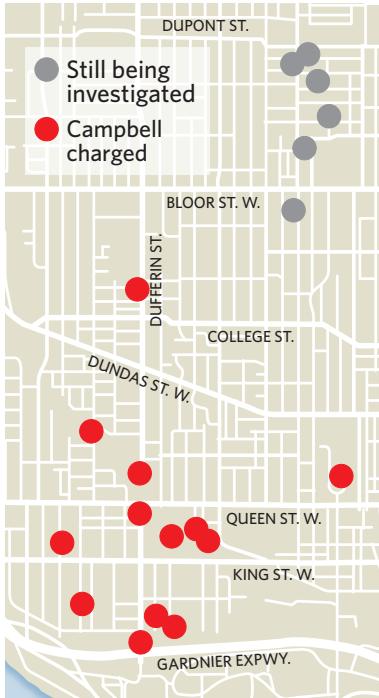 DUPONT ST.
Still being
investigated
Campbell
charged
BLOOR ST. W.
DUFFERIN ST.
COLLEGE ST.
DUNDAS ST. W.
QUEEN ST. W.
KING ST. W.
GARDNIER EXPWY.